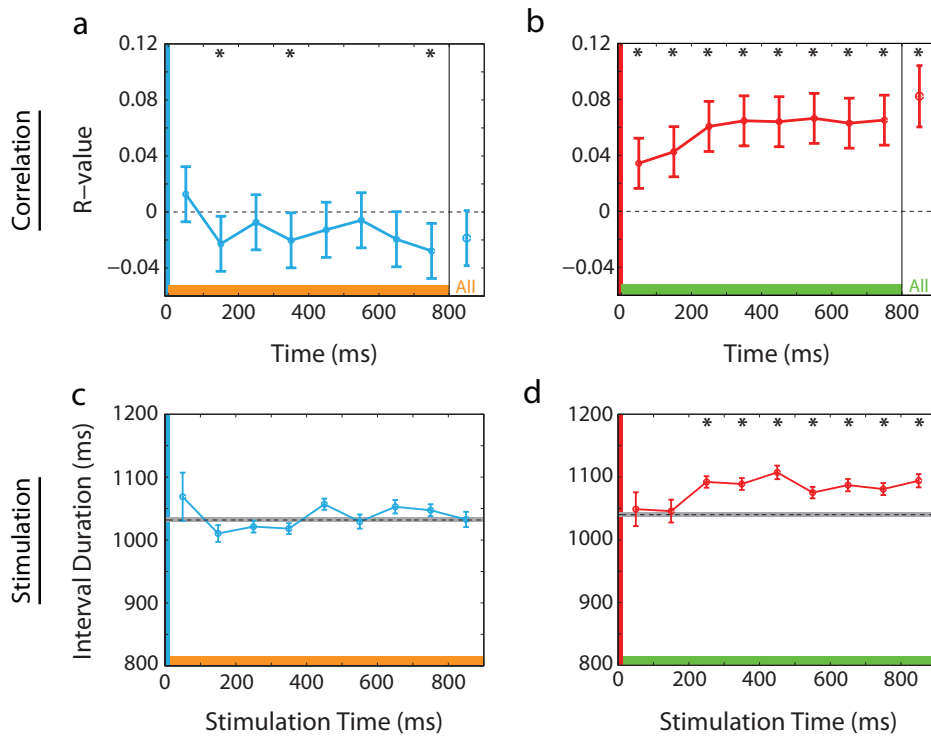 a
b
Correlation
R−value
* * *
* * * * * * * * *
0.12
0.08
0.04
0
−0.04
0.12
0.08
0.04
0
−0.04
All
All
0 200 400 600 800
0 200 400 600 800
Time (ms)
Time (ms)
c
d
Stimulation
Interval Duration (ms)
* * * * * * *
1200
1100
1000
900
800
1200
1100
1000
900
800
0 200 400 600 800
0 200 400 600 800
Stimulation Time (ms)
Stimulation Time (ms)